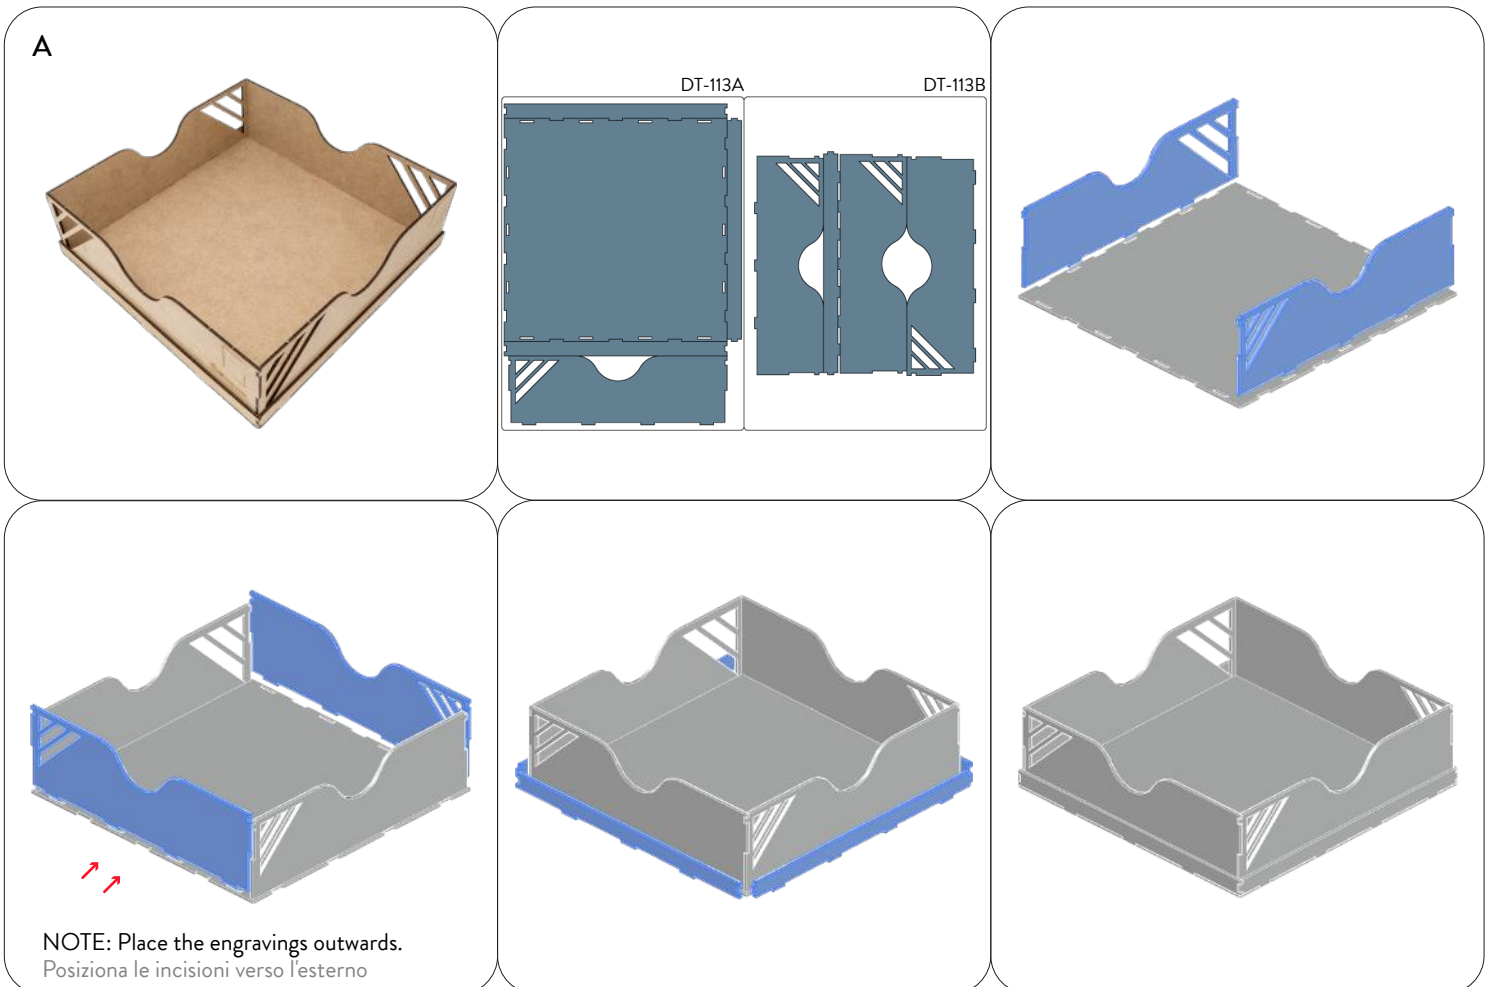 A
DT-113A
DT-113B
NOTE: Place the engravings outwards.
Posiziona le incisioni verso l'esterno